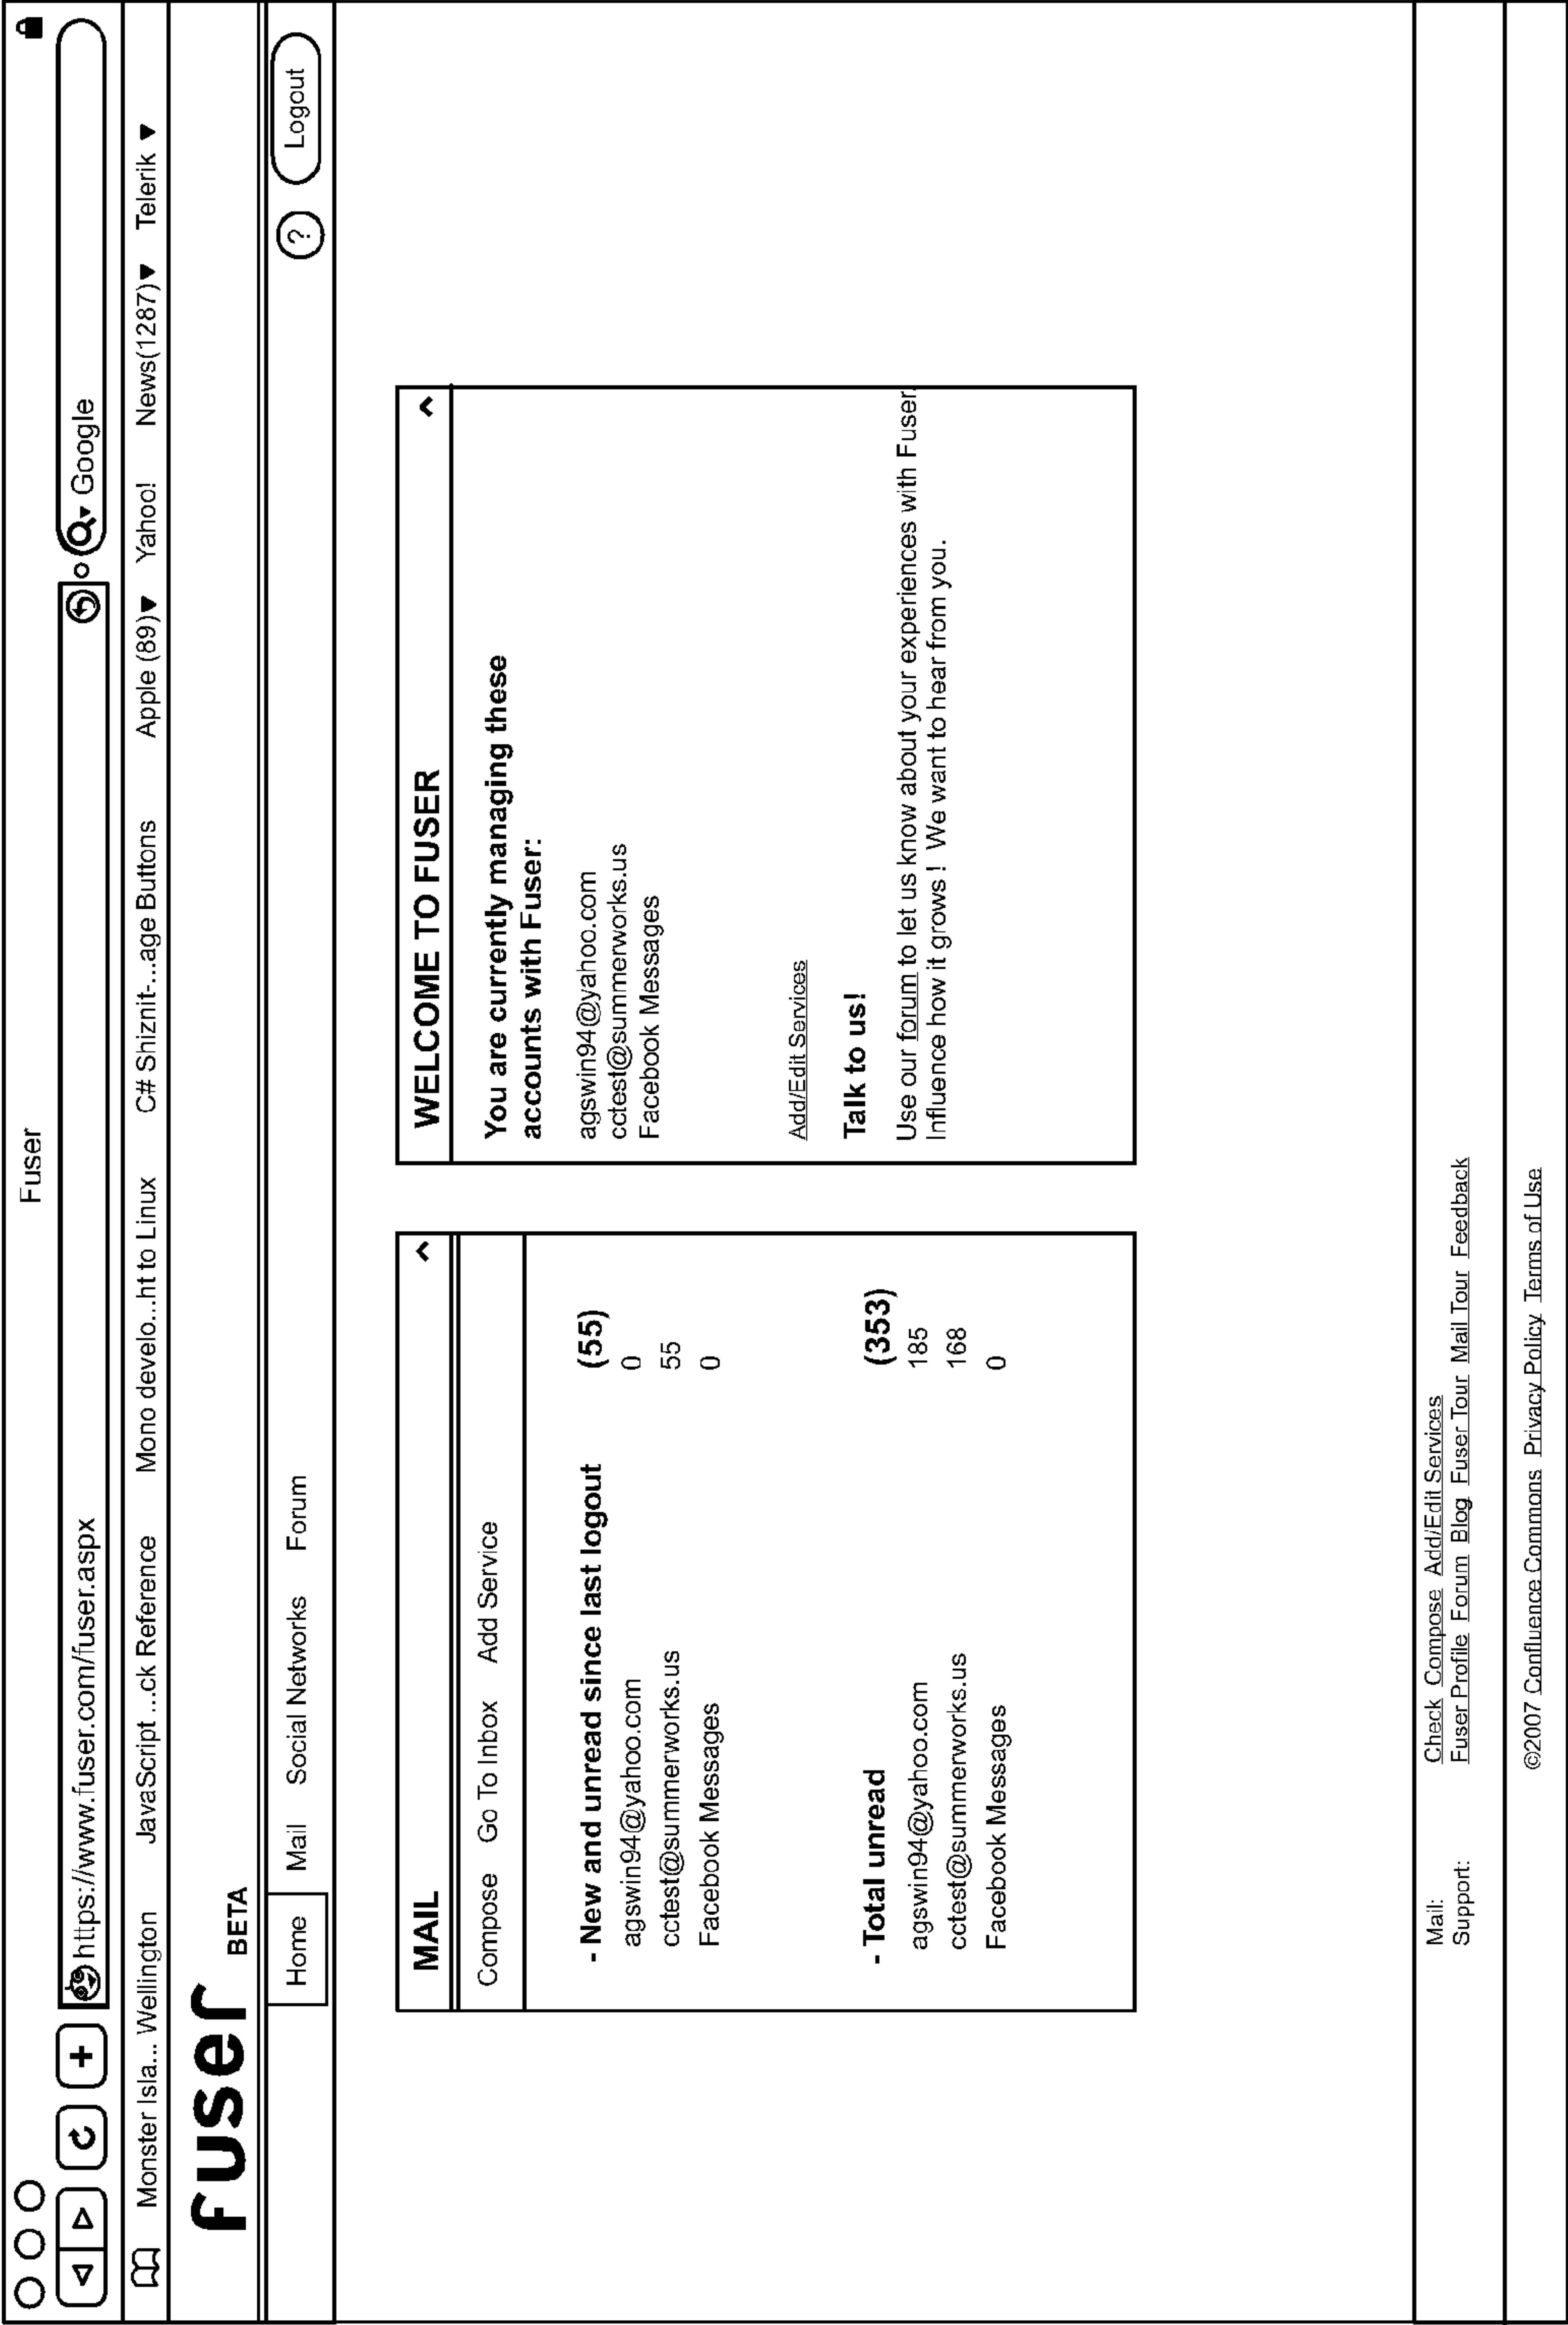 Fuser
https://www.fuser.com/fuser.aspx
Google
Monster Isla... Wellington JavaScript ...ck Reference Mono develo...ht to Linux C# Shiznit-...age Buttons Apple (89)▼ Yahoo! News(1287)▼ Telerik ▼
fuser BETA
Home Mail Social Networks Forum ? Logout
MAIL
Compose Go To Inbox Add Service
- New and unread since last logout (55)
agswin94@yahoo.com 0
cctest@summerworks.us 55
Facebook Messages 0
- Total unread (353)
agswin94@yahoo.com 185
cctest@summerworks.us 168
Facebook Messages 0
WELCOME TO FUSER
You are currently managing these
accounts with Fuser:
agswin94@yahoo.com
cctest@summerworks.us
Facebook Messages
Add/Edit Services
Talk to us!
Use our forum to let us know about your experiences with Fuser.
Influence how it grows ! We want to hear from you.
Mail: Check Compose Add/Edit Services
Support: Fuser Profile Forum Blog Fuser Tour Mail Tour Feedback
©2007 Confluence Commons Privacy Policy Terms of Use